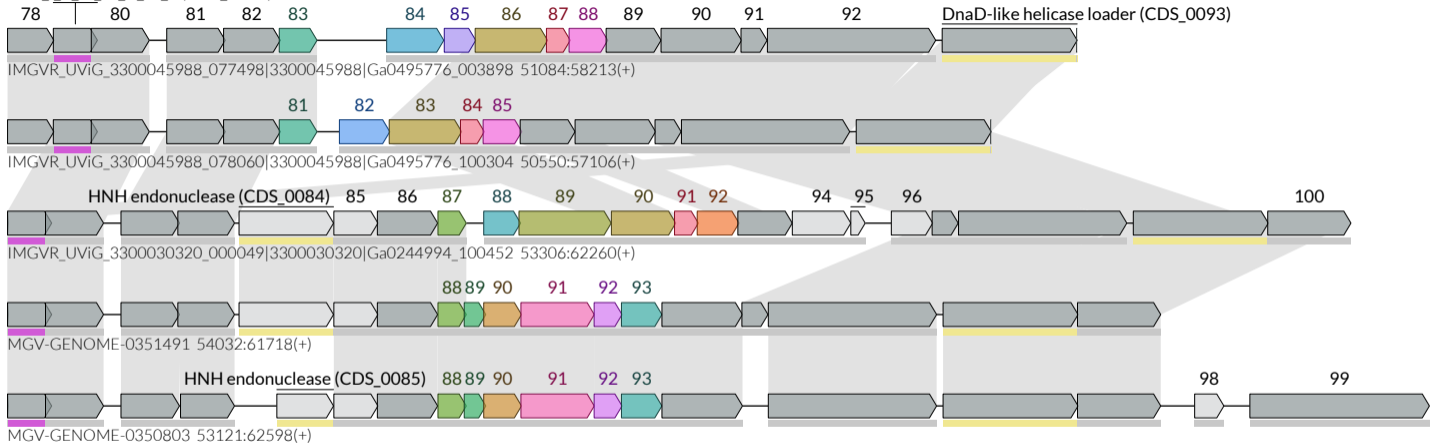 78 80 81 82 83 84 85 86 87 88 89 90 91 92 DnaD-like helicase loader (CDS_0093)
IMGVR_UViG_3300045988_077498|3300045988|Ga0495776_003898 51084:58213(+)
81 82 83 84 85
IMGVR_UViG_3300045988_078060|3300045988|Ga0495776_100304 50550:57106(+)
HNH endonuclease (CDS_0084) 85 86 87 88 89 90 91 92 94 95 96 100
IMGVR_UViG_3300030320_000049|3300030320|Ga0244994_100452 53306:62260(+)
88 89 90 91 92 93
MGV-GENOME-0351491 54032:61718(+)
HNH endonuclease (CDS_0085) 88 89 90 91 92 93 98 99
MGV-GENOME-0350803 53121:62598(+)